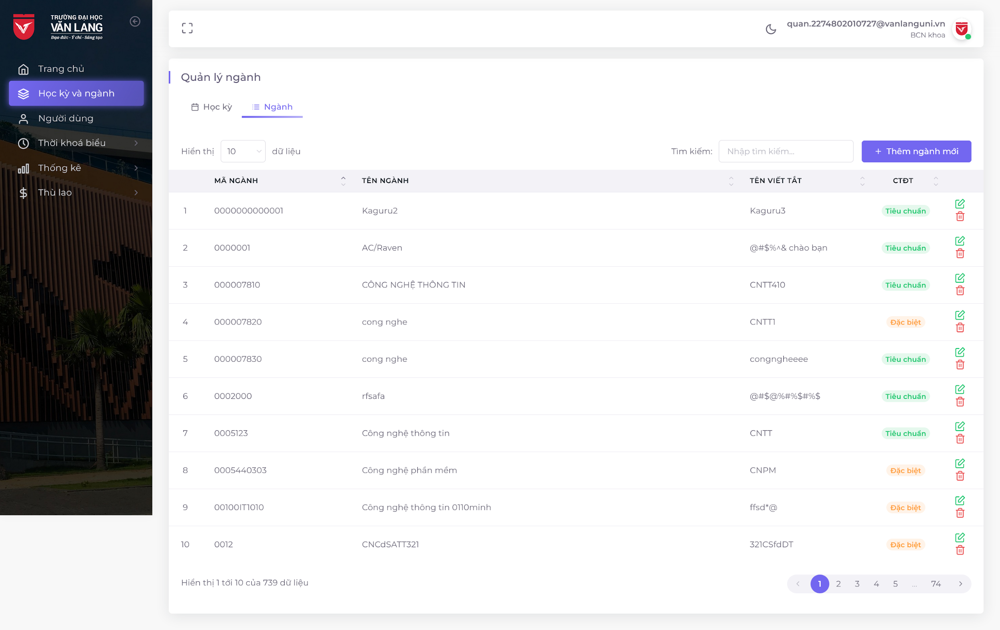 TRƯỜNG ĐẠI HỌC
VĂN LANG
Đạo đức - Ý chí - Sáng tạo
Trang chủ
Học kỳ và ngành
Người dùng
Thời khoá biểu
Thống kê
Thù lao
quan.2274802010727@vanlanguni.vn
BCN khoa
Quản lý ngành
Học kỳ Ngành
Hiển thị 10 dữ liệu Tìm kiếm: Nhập tìm kiếm... + Thêm ngành mới
MÃ NGÀNH TÊN NGÀNH TÊN VIẾT TẮT CTĐT
1 0000000000001 Kaguru2 Kaguru3 Tiêu chuẩn
2 0000001 AC/Raven @#$%^& chào bạn Tiêu chuẩn
3 000007810 CÔNG NGHỆ THÔNG TIN CNTT410 Tiêu chuẩn
4 000007820 cong nghe CNTT1 Đặc biệt
5 000007830 cong nghe congngheeee Tiêu chuẩn
6 0002000 rfsafa @#$@%#%$#%$ Tiêu chuẩn
7 0005123 Công nghệ thông tin CNTT Tiêu chuẩn
8 0005440303 Công nghệ phần mềm CNPM Đặc biệt
9 00100IT1010 Công nghệ thông tin 0110minh ffsd*@ Đặc biệt
10 0012 CNCdSATT321 321CSfdDT Đặc biệt
Hiển thị 1 tới 10 của 739 dữ liệu 1 2 3 4 5 ... 74